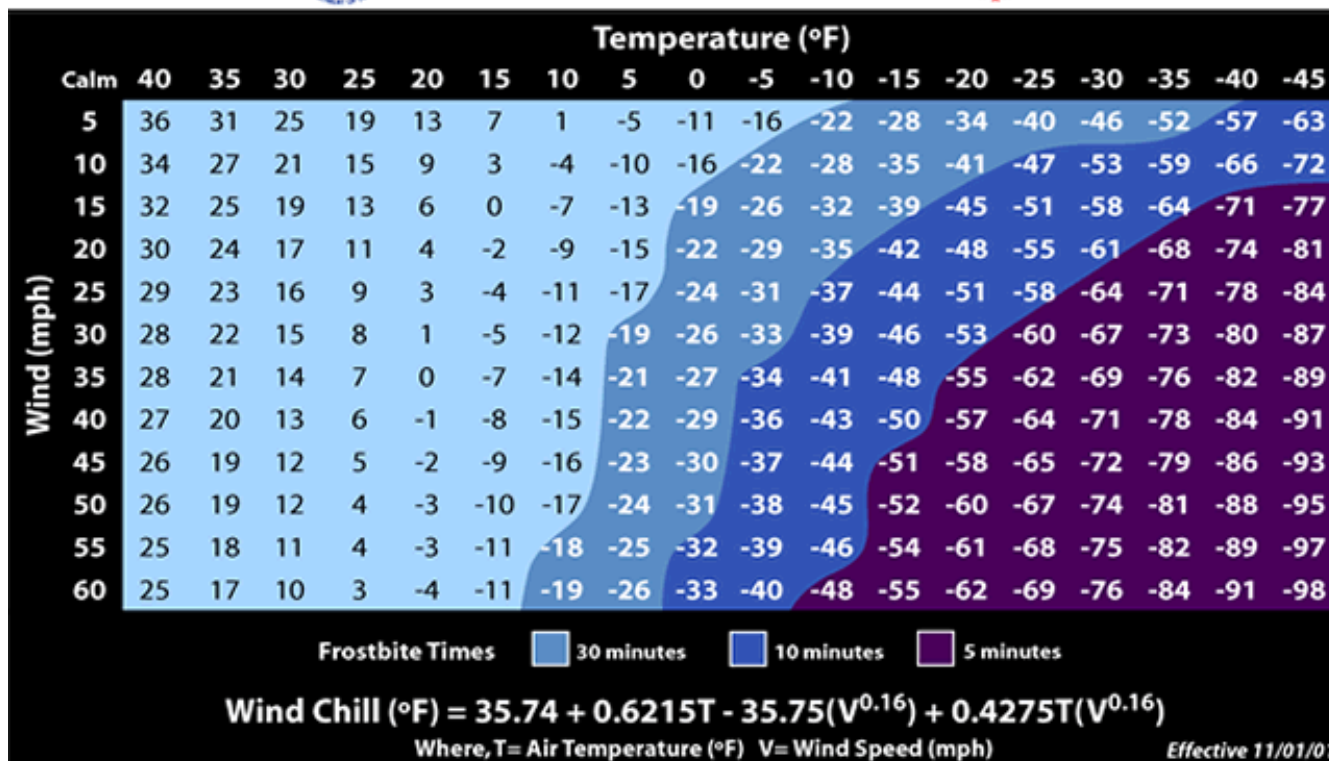 Temperature (ºF)
Calm 40 35 30 25 20 15 10 5 0 -5 -10 -15 -20 -25 -30 -35 -40 -45
Wind (mph)
5 36 31 25 19 13 7 1 -5 -11 -16 -22 -28 -34 -40 -46 -52 -57 -63
10 34 27 21 15 9 3 -4 -10 -16 -22 -28 -35 -41 -47 -53 -59 -66 -72
15 32 25 19 13 6 0 -7 -13 -19 -26 -32 -39 -45 -51 -58 -64 -71 -77
20 30 24 17 11 4 -2 -9 -15 -22 -29 -35 -42 -48 -55 -61 -68 -74 -81
25 29 23 16 9 3 -4 -11 -17 -24 -31 -37 -44 -51 -58 -64 -71 -78 -84
30 28 22 15 8 1 -5 -12 -19 -26 -33 -39 -46 -53 -60 -67 -73 -80 -87
35 28 21 14 7 0 -7 -14 -21 -27 -34 -41 -48 -55 -62 -69 -76 -82 -89
40 27 20 13 6 -1 -8 -15 -22 -29 -36 -43 -50 -57 -64 -71 -78 -84 -91
45 26 19 12 5 -2 -9 -16 -23 -30 -37 -44 -51 -58 -65 -72 -79 -86 -93
50 26 19 12 4 -3 -10 -17 -24 -31 -38 -45 -52 -60 -67 -74 -81 -88 -95
55 25 18 11 4 -3 -11 -18 -25 -32 -39 -46 -54 -61 -68 -75 -82 -89 -97
60 25 17 10 3 -4 -11 -19 -26 -33 -40 -48 -55 -62 -69 -76 -84 -91 -98
Frostbite Times 30 minutes 10 minutes 5 minutes
Wind Chill (ºF) = 35.74 + 0.6215T - 35.75(V^0.16) + 0.4275T(V^0.16)
Where, T= Air Temperature (ºF) V= Wind Speed (mph) Effective 11/01/01